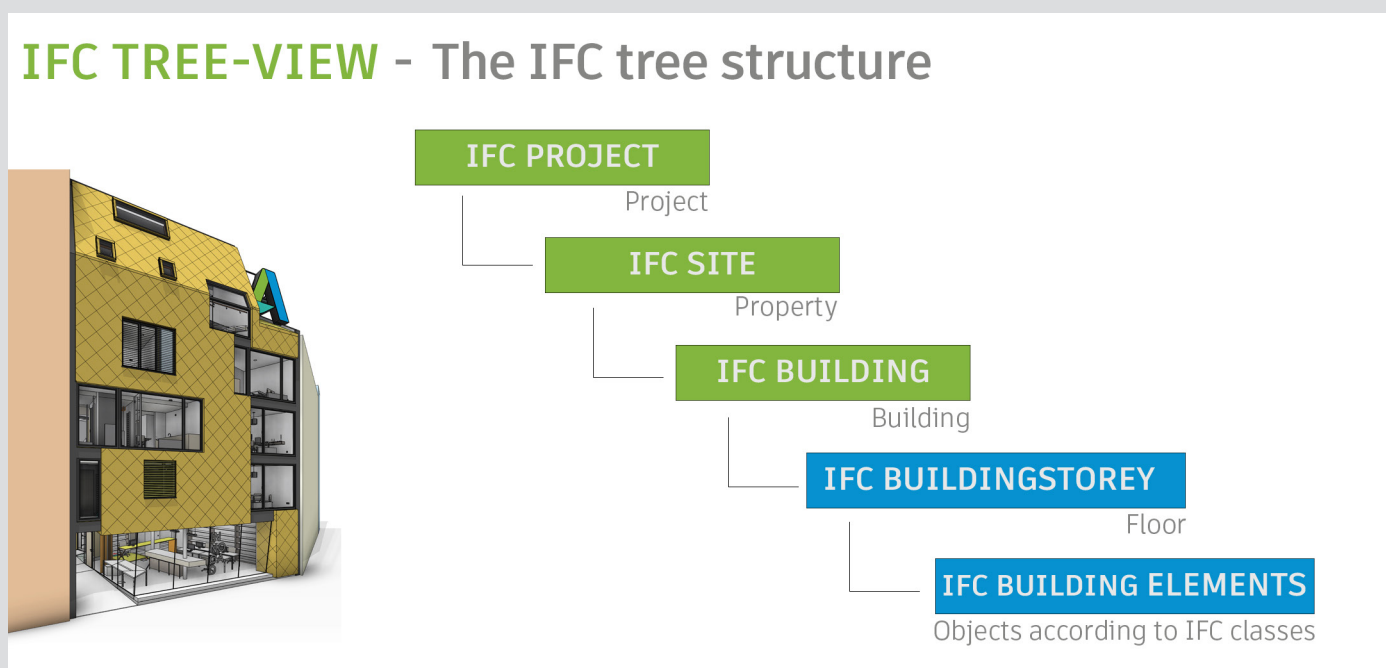 IFC TREE-VIEW - The IFC tree structure
IFC PROJECT
Project
IFC SITE
Property
IFC BUILDING
Building
IFC BUILDINGSTOREY
Floor
IFC BUILDING ELEMENTS
Objects according to IFC classes